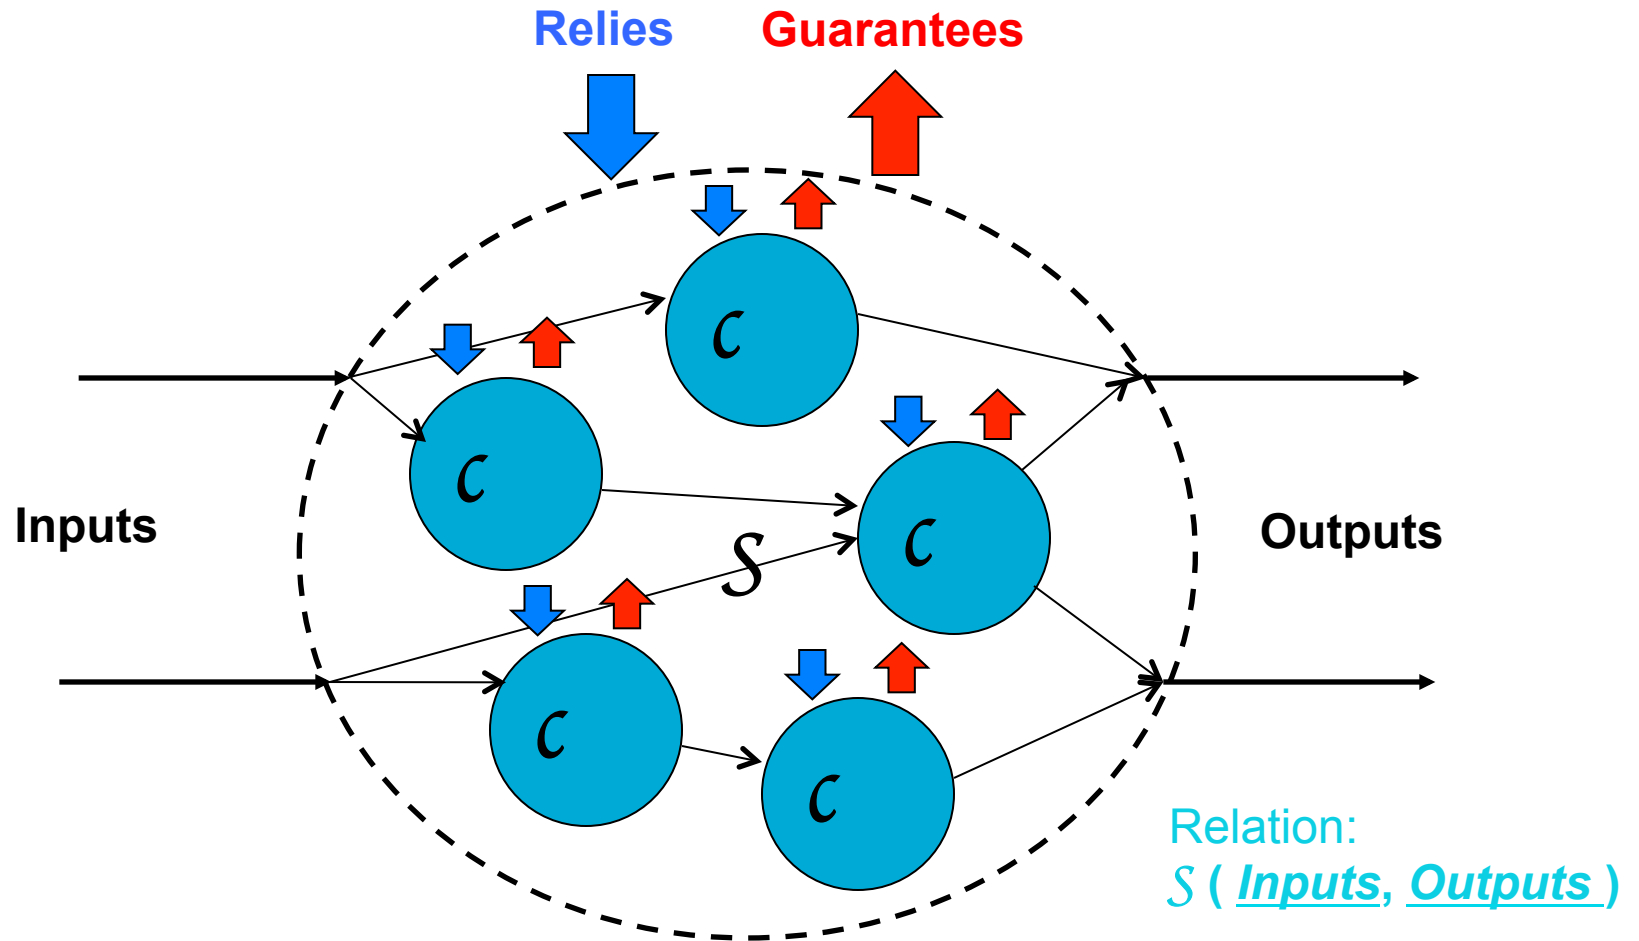 Relies Guarantees
C
C
C
Inputs
Outputs
S
C
C
Relation:
S ( Inputs, Outputs )